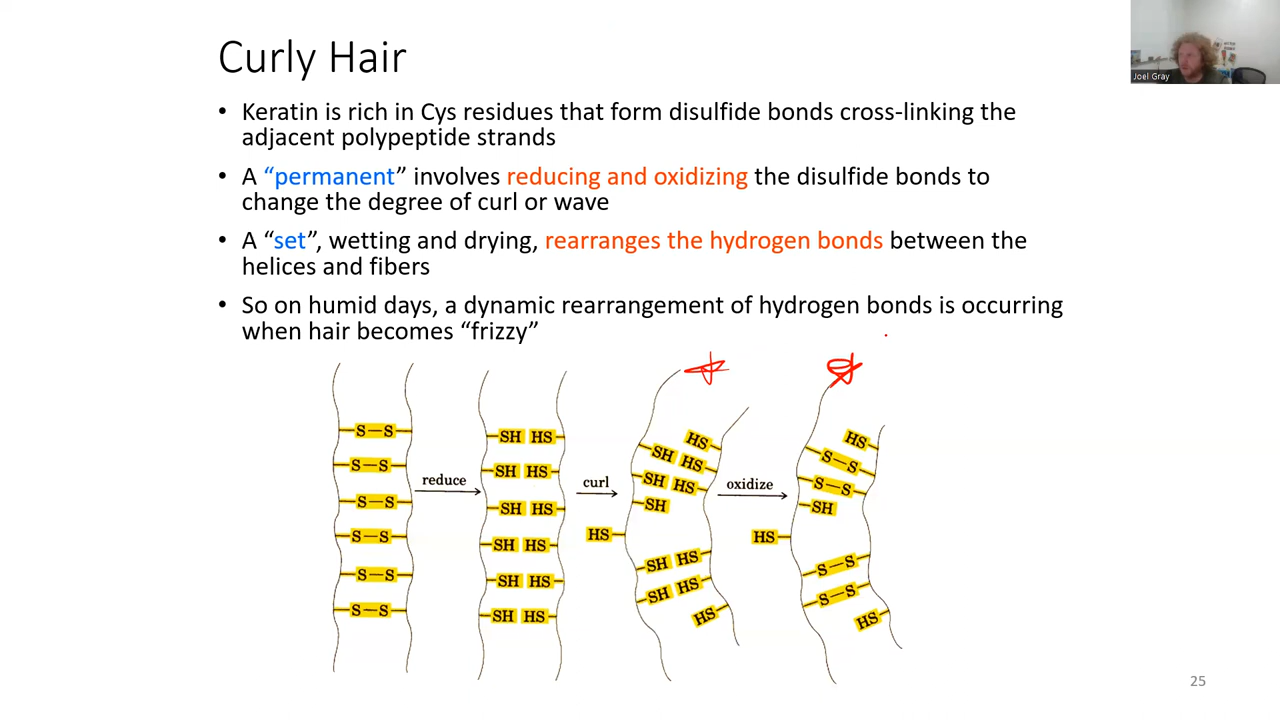 Curly Hair
Joel Gray
• Keratin is rich in Cys residues that form disulfide bonds cross-linking the
adjacent polypeptide strands
• A “permanent” involves reducing and oxidizing the disulfide bonds to
change the degree of curl or wave
• A “set”, wetting and drying, rearranges the hydrogen bonds between the
helices and fibers
• So on humid days, a dynamic rearrangement of hydrogen bonds is occurring
when hair becomes “frizzy”
S—S
S—S
S—S
S—S
S—S
S—S
reduce
SH HS
SH HS
SH HS
SH HS
SH HS
SH HS
curl
HS
SH HS
SH HS
SH
HS
SH HS
SH HS
HS
oxidize
HS
S—S
S—S
SH
HS
S—S
S—S
HS
25